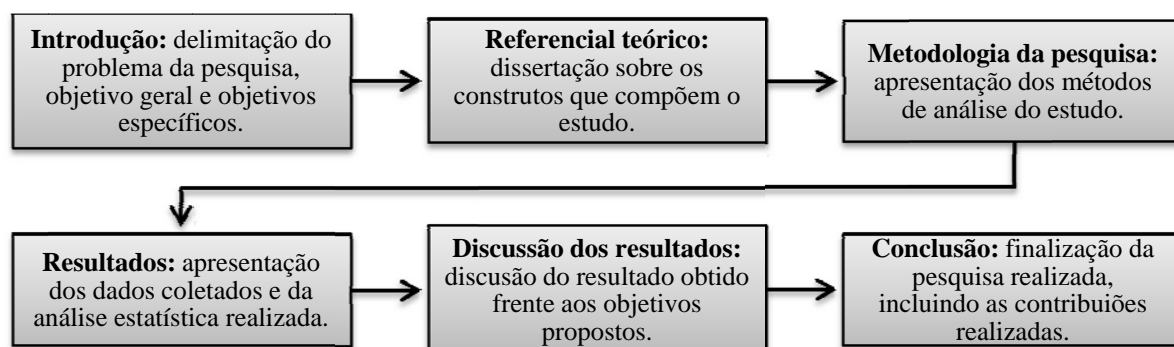 Introdução: delimitação do
problema da pesquisa,
objetivo geral e objetivos
específicos.
Referencial teórico:
dissertação sobre os
construtos que compõem o
estudo.
Metodologia da pesquisa:
apresentação dos métodos
de análise do estudo.
Resultados: apresentação
dos dados coletados e da
análise estatística realizada.
Discussão dos resultados:
discusão do resultado obtido
frente aos objetivos
propostos.
Conclusão: finalização da
pesquisa realizada,
incluindo as contribuiões
realizadas.